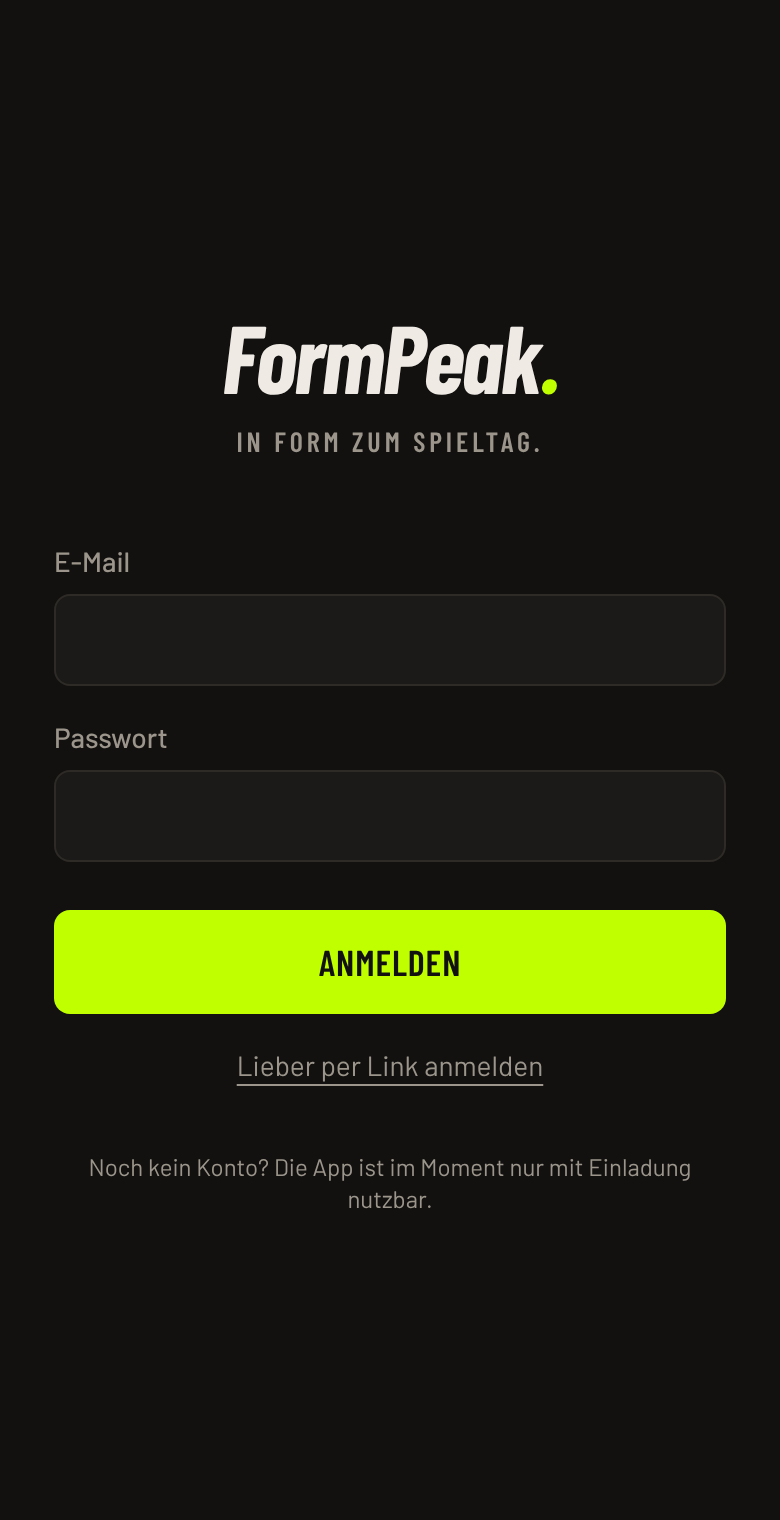 FormPeak.
IN FORM ZUM SPIELTAG.
E-Mail
Passwort
ANMELDEN
Lieber per Link anmelden
Noch kein Konto? Die App ist im Moment nur mit Einladung
nutzbar.